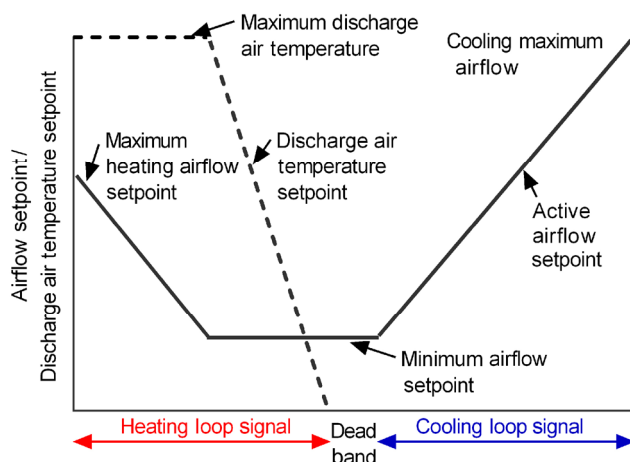 Maximum discharge
air temperature
Cooling maximum
airflow
Maximum
heating airflow
setpoint
Discharge air
temperature
setpoint
Active
airflow
setpoint
Minimum airflow
setpoint
Airflow setpoint /
Discharge air temperature setpoint
Heating loop signal
Dead
band
Cooling loop signal